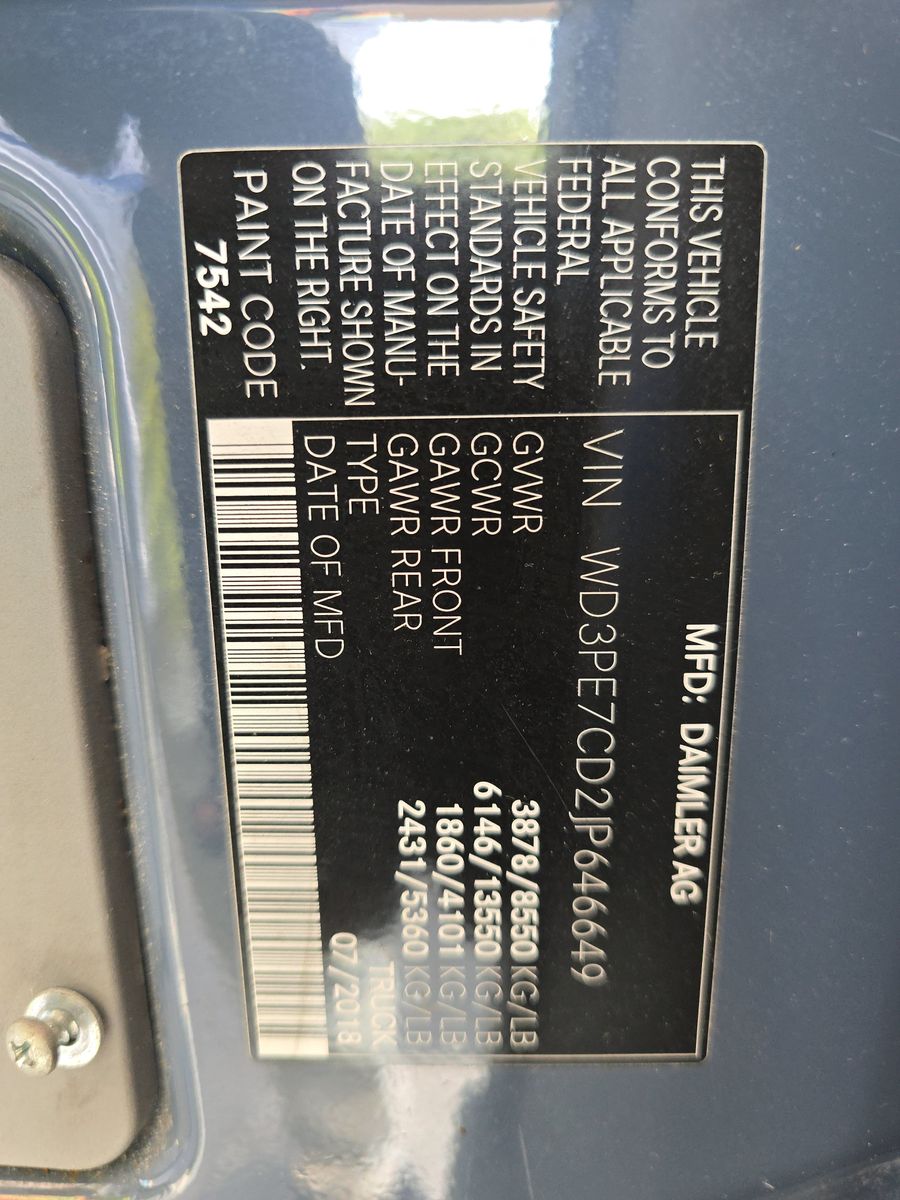 THIS VEHICLE
CONFORMS TO
ALL APPLICABLE
FEDERAL
VEHICLE SAFETY
STANDARDS IN
EFFECT ON THE
DATE OF MANU-
FACTURE SHOWN
ON THE RIGHT.
PAINT CODE
7542
MFD: DAIMLER AG
VIN WD3PE7CD2JP646649
GVWR 3878/8550 KG/LB
GCWR 6146/13550 KG/LB
GAWR FRONT 1860/4101 KG/LB
GAWR REAR 2431/5360 KG/LB
TYPE TRUCK
DATE OF MFD 07/2018